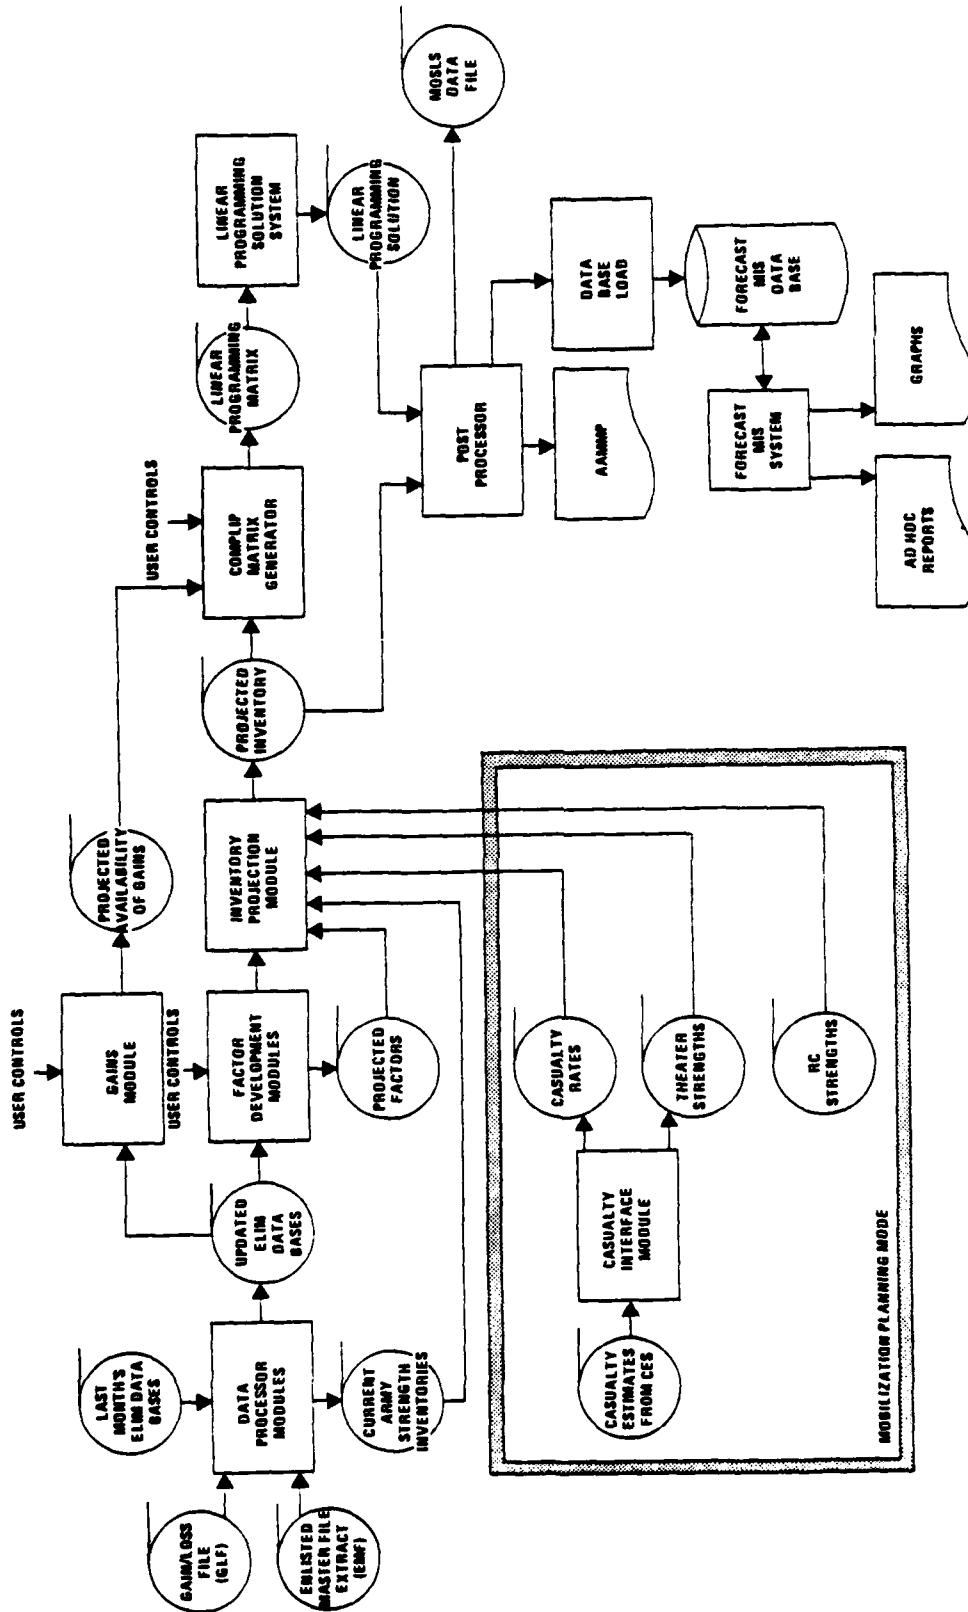 GAIN/LOSS
FILE
(GLF)
ENLISTED
MASTER FILE
EXTRACT
(EMF)
LAST
MONTH'S
ELIM DATA
BASES
DATA
PROCESSOR
MODULES
CURRENT
ARMY
STRENGTH
INVENTORIES
UPDATED
ELIM
DATA
BASES
USER CONTROLS
GAINS
MODULE
USER CONTROLS
FACTOR
DEVELOPMENT
MODULES
PROJECTED
FACTORS
PROJECTED
AVAILABILITY
OF GAINS
INVENTORY
PROJECTION
MODULE
PROJECTED
INVENTORY
USER CONTROLS
COMPLIP
MATRIX
GENERATOR
LINEAR
PROGRAMMING
MATRIX
LINEAR
PROGRAMMING
SOLUTION
SYSTEM
LINEAR
PROGRAMMING
SOLUTION
POST
PROCESSOR
MOSLS
DATA
FILE
AAMMP
DATA
BASE
LOAD
FORECAST
MIS
DATA
BASE
FORECAST
MIS
SYSTEM
AD HOC
REPORTS
GRAPHS
CASUALTY
ESTIMATES
FROM CES
CASUALTY
INTERFACE
MODULE
CASUALTY
RATES
THEATER
STRENGTHS
RC
STRENGTHS
MOBILIZATION PLANNING MODE